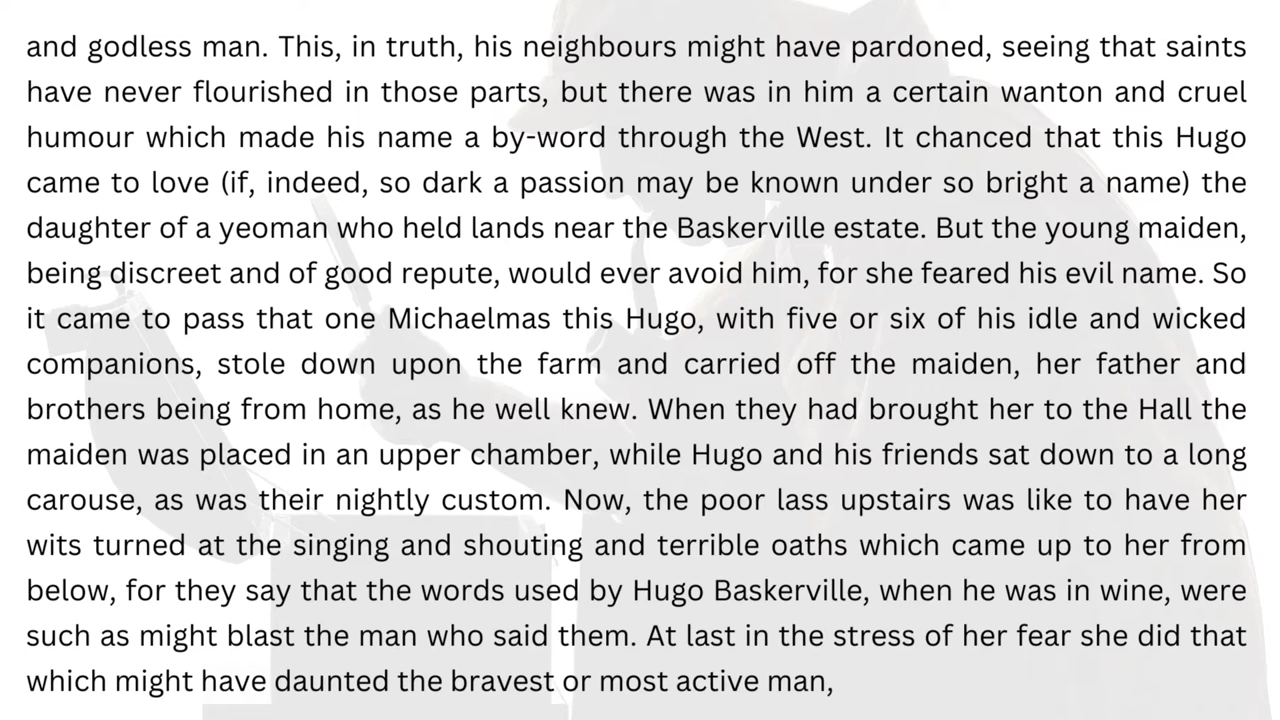 and godless man. This, in truth, his neighbours might have pardoned, seeing that saints
have never flourished in those parts, but there was in him a certain wanton and cruel
humour which made his name a by-word through the West. It chanced that this Hugo
came to love (if, indeed, so dark a passion may be known under so bright a name) the
daughter of a yeoman who held lands near the Baskerville estate. But the young maiden,
being discreet and of good repute, would ever avoid him, for she feared his evil name. So
it came to pass that one Michaelmas this Hugo, with five or six of his idle and wicked
companions, stole down upon the farm and carried off the maiden, her father and
brothers being from home, as he well knew. When they had brought her to the Hall the
maiden was placed in an upper chamber, while Hugo and his friends sat down to a long
carouse, as was their nightly custom. Now, the poor lass upstairs was like to have her
wits turned at the singing and shouting and terrible oaths which came up to her from
below, for they say that the words used by Hugo Baskerville, when he was in wine, were
such as might blast the man who said them. At last in the stress of her fear she did that
which might have daunted the bravest or most active man,